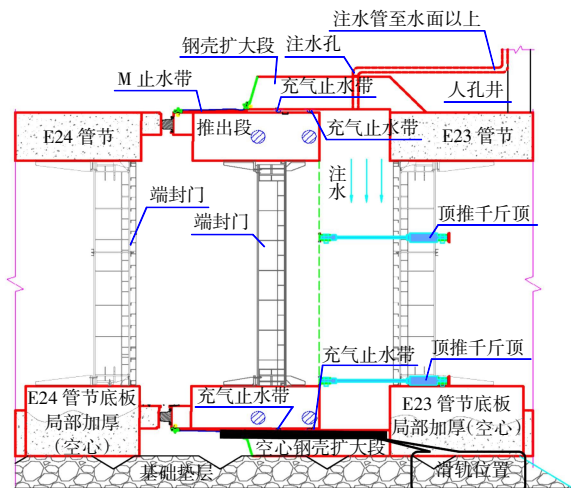 注水管至水面以上
钢壳扩大段
注水孔
M 止水带
充气止水带
人孔井
推出段
充气止水带
E24 管节
E23 管节
注水
端封门
端封门
顶推千斤顶
充气止水带
顶推千斤顶
E24 管节底板
局部加厚
(空心)
充气止水带
E23 管节底板
局部加厚(空心)
空心钢壳扩大段
基础垫层
滑轨位置